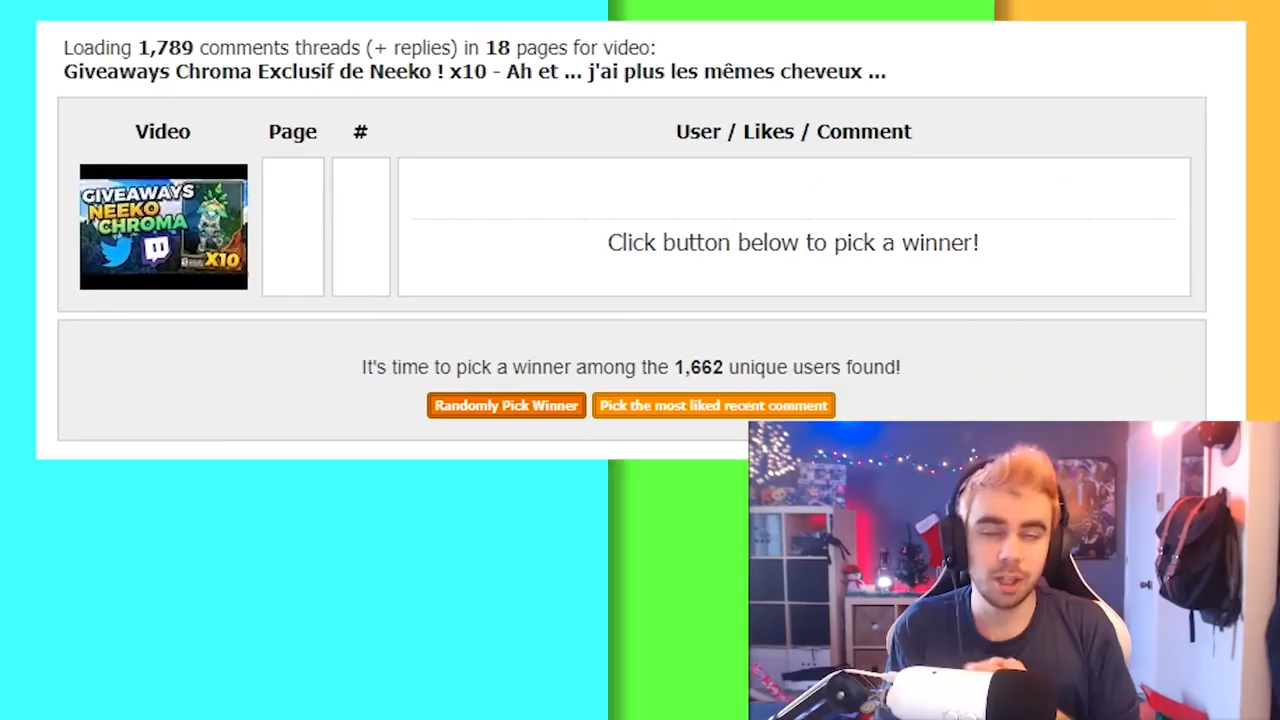 Loading 1,789 comments threads (+ replies) in 18 pages for video:
Giveaways Chroma Exclusif de Neeko ! x10 - Ah et ... j'ai plus les mêmes cheveux ...
Video Page # User / Likes / Comment
GIVEAWAYS
NEEKO
CHROMA
X10
Click button below to pick a winner!
It's time to pick a winner among the 1,662 unique users found!
Randomly Pick Winner Pick the most liked recent comment